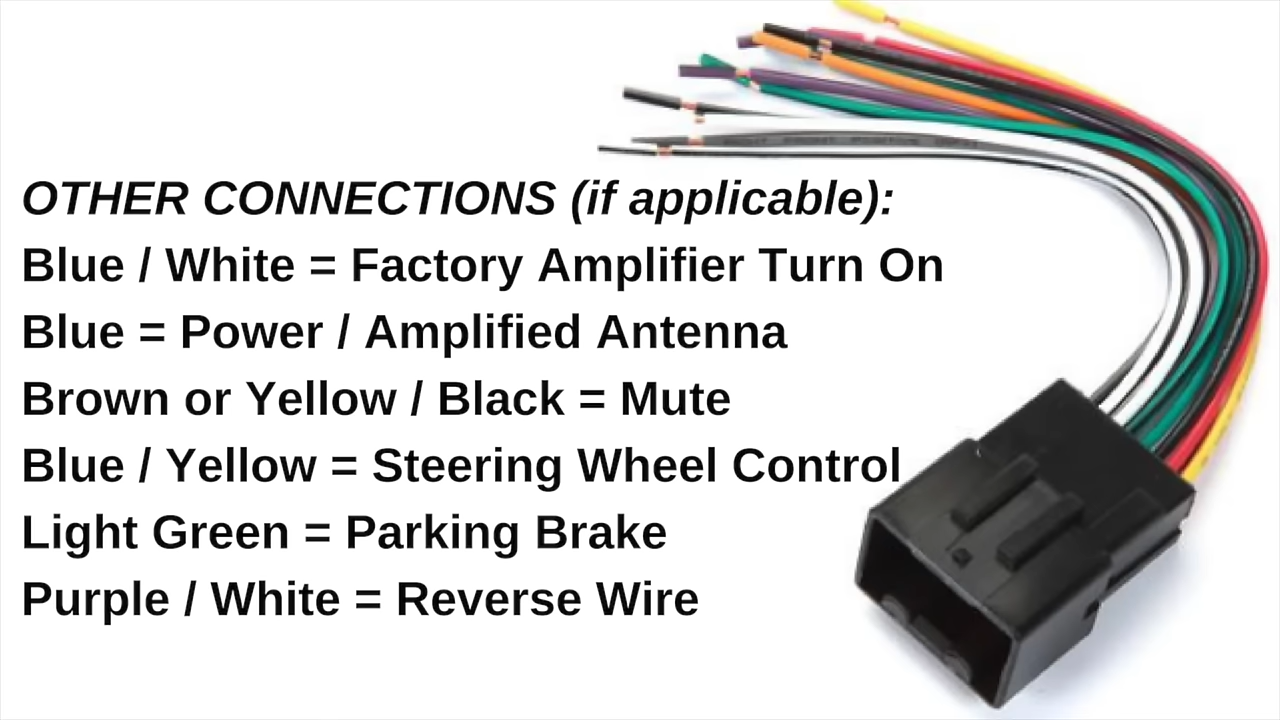 OTHER CONNECTIONS (if applicable):
Blue / White = Factory Amplifier Turn On
Blue = Power / Amplified Antenna
Brown or Yellow / Black = Mute
Blue / Yellow = Steering Wheel Control
Light Green = Parking Brake
Purple / White = Reverse Wire